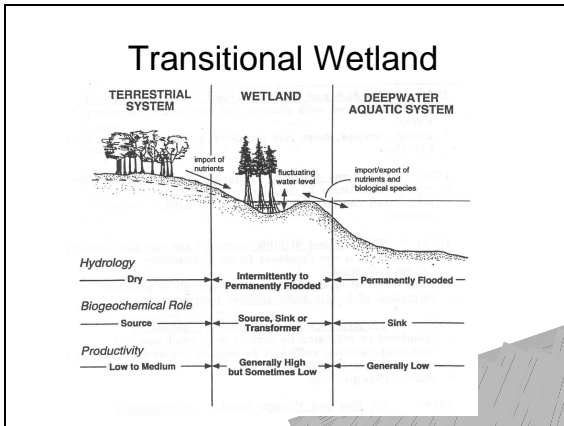 Transitional Wetland
TERRESTRIAL SYSTEM
WETLAND
DEEPWATER AQUATIC SYSTEM
import of nutrients
fluctuating water level
import/export of nutrients and biological species
Hydrology
Dry
Intermittently to Permanently Flooded
Permanently Flooded
Biogeochemical Role
Source
Source, Sink or Transformer
Sink
Productivity
Low to Medium
Generally High but Sometimes Low
Generally Low